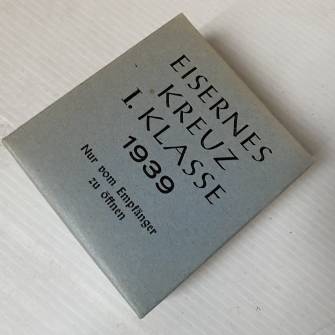 EISERNES
KREUZ
I. KLASSE
1939
Nur vom Empfänger
zu öffnen